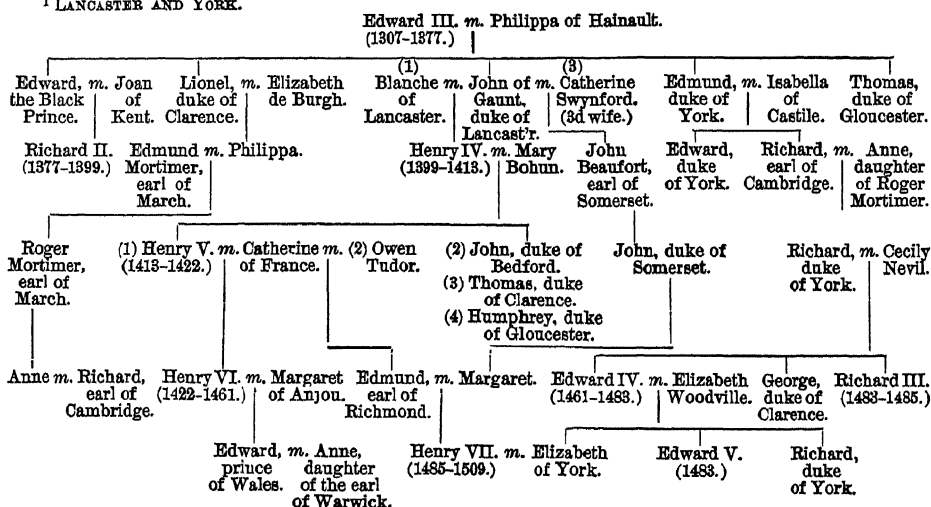 1 LANCASTER AND YORK.
Edward III. m. Philippa of Hainault.
(1307-1377.)
(1) (3)
Edward, m. Joan Lionel, m. Elizabeth Blanche m. John of m. Catherine Edmund, m. Isabella Thomas,
the Black of duke of de Burgh. of Gaunt, Swynford. duke of of duke of
Prince. Kent. Clarence. Lancaster. duke of (3d wife.) York. Castile. Gloucester.
Lancast'r.
Richard II. Edmund m. Philippa. Henry IV. m. Mary John Edward, Richard, m. Anne,
(1377-1399.) Mortimer, (1399-1413.) Bohun. Beaufort, duke earl of daughter
earl of earl of of York. Cambridge. of Roger
March. Somerset. Mortimer.
Roger (1) Henry V. m. Catherine m. (2) Owen (2) John, duke of John, duke of Richard, m. Cecily
Mortimer, (1413-1422.) of France. Tudor. Bedford. Somerset. duke Nevil.
earl of (3) Thomas, duke of York.
March. of Clarence.
(4) Humphrey, duke
of Gloucester.
Anne m. Richard, Henry VI. m. Margaret Edmund, m. Margaret. Edward IV. m. Elizabeth George, Richard III.
earl of (1422-1461.) of Anjou. earl of (1461-1483.) Woodville. duke of (1483-1485.)
Cambridge. Richmond. Clarence.
Edward, m. Anne, Henry VII. m. Elizabeth Edward V. Richard,
prince daughter (1485-1509.) of York. (1483.) duke
of Wales. of the earl of York.
of Warwick.